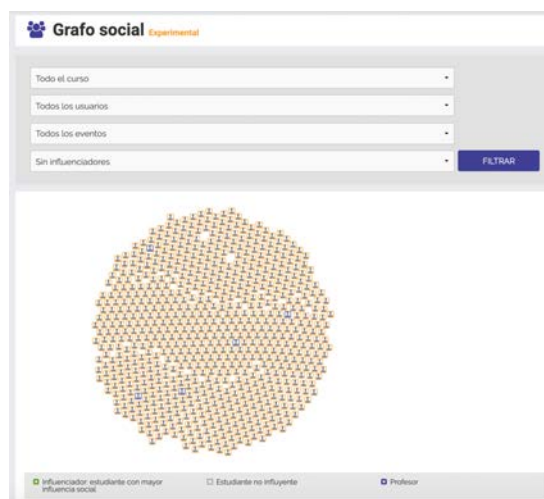 Grafo social Experimental
Todo el curso
Todos los usuarios
Todos los eventos
Sin influenciadores
FILTRAR
Influenciador: estudiante con mayor
influencia social
Estudiante no influyente
Profesor